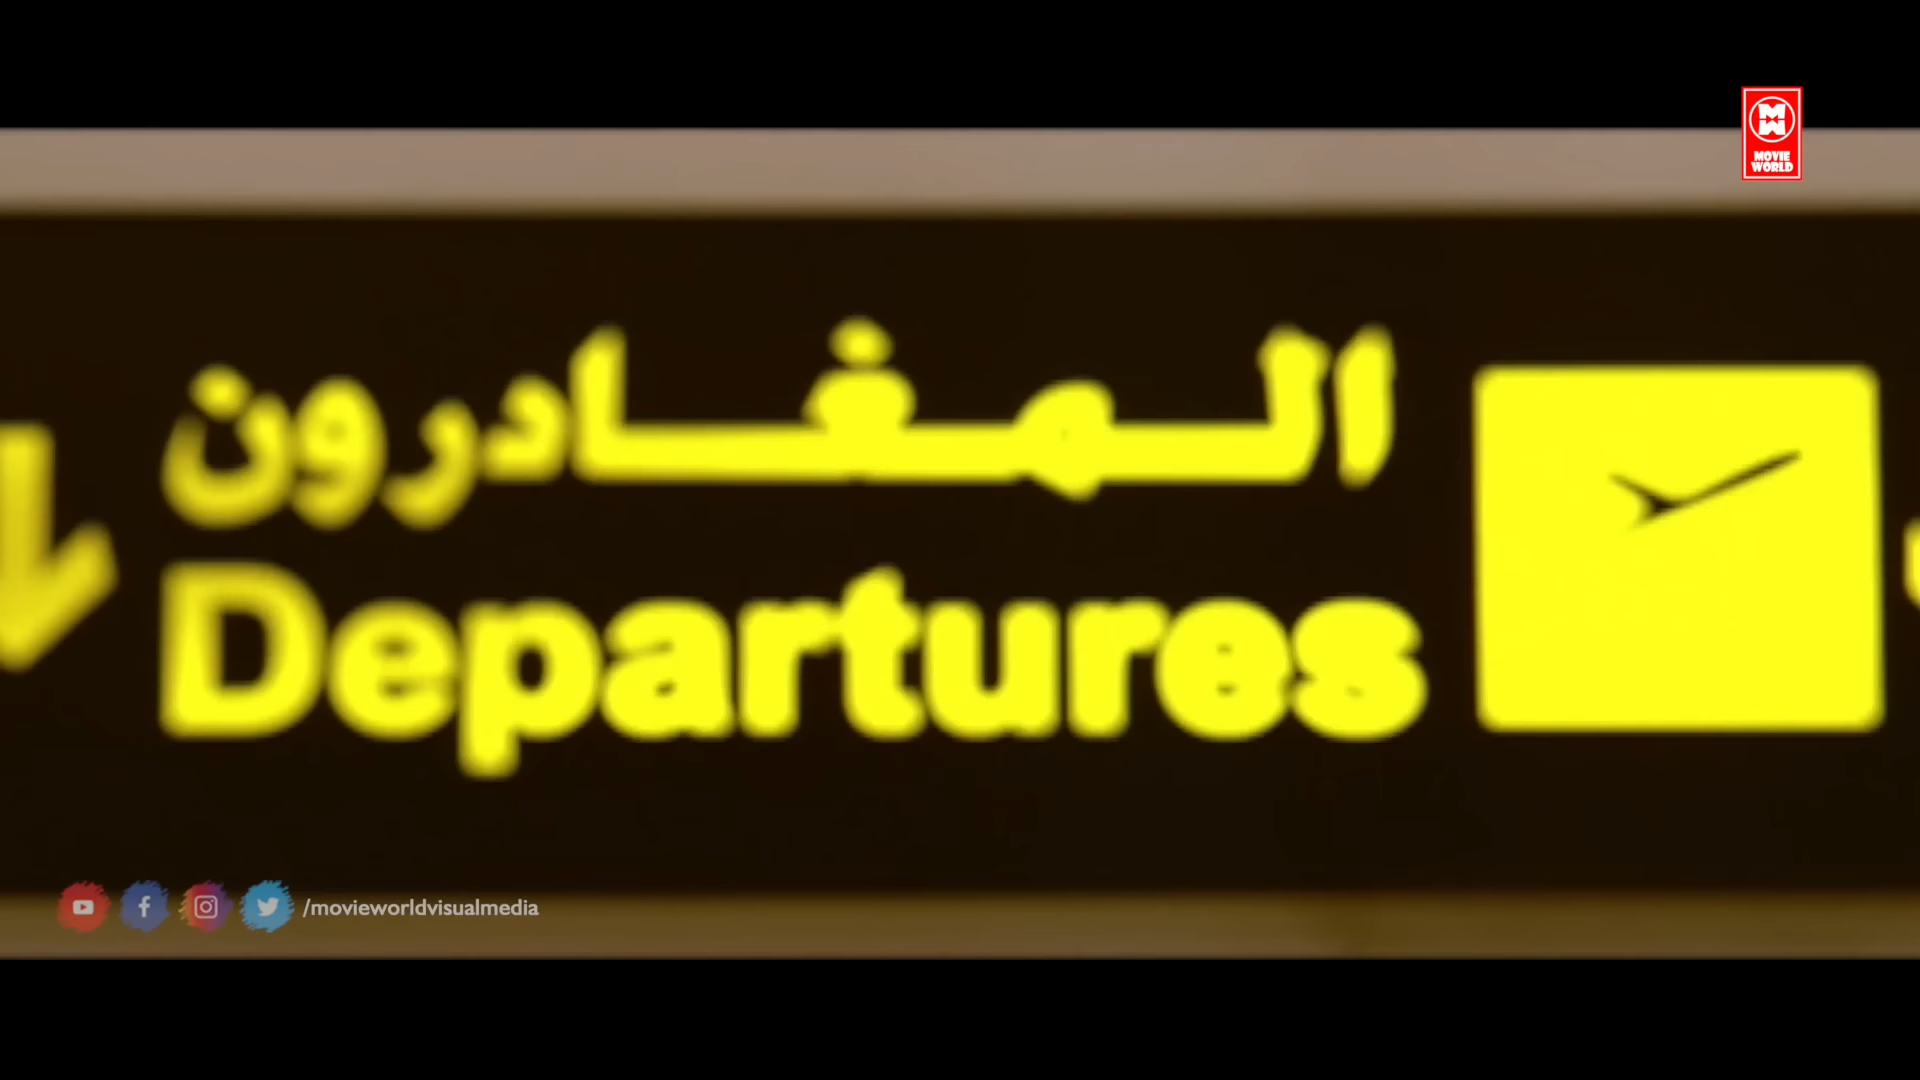 MOVIE
WORLD
المغادرون
Departures
/movieworldvisualmedia